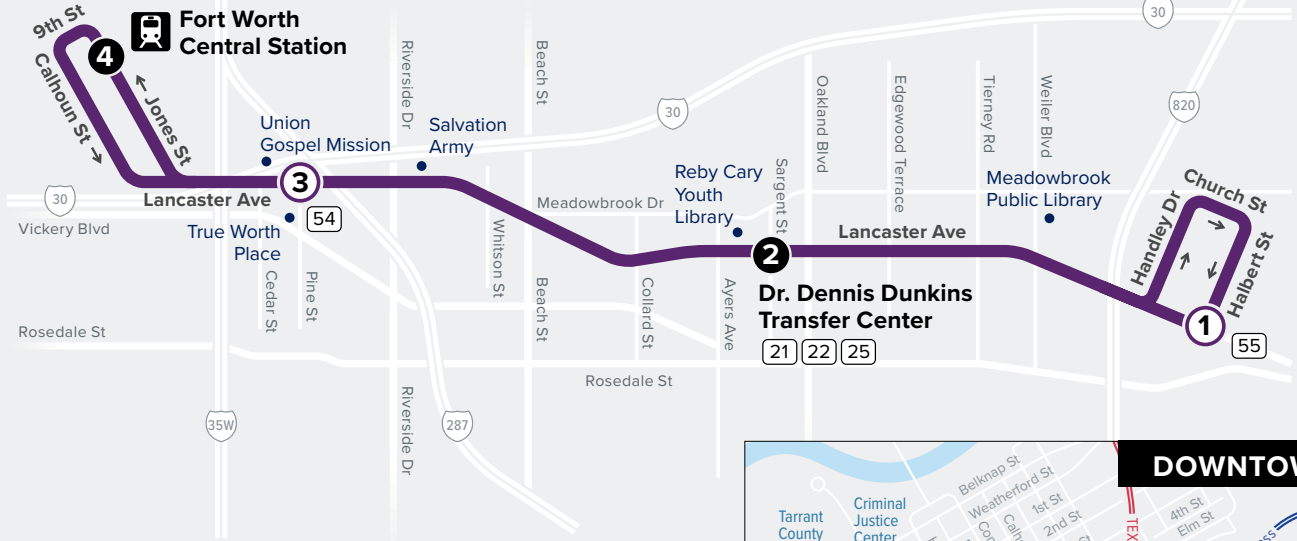 9th St
4
Fort Worth
Central Station
Calhoun St
Jones St
Union
Gospel Mission
Salvation
Army
Riverside Dr
Beach St
30
30
820
Oakland Blvd
Edgewood Terrace
Tierney Rd
Weiler Blvd
Reby Cary
Youth
Library
Sargent St
Meadowbrook
Public Library
Church St
Handley Dr
Halbert St
30
Lancaster Ave
3
54
Vickery Blvd
True Worth
Place
Meadowbrook Dr
Whitson St
Lancaster Ave
2
Dr. Dennis Dunkins
Transfer Center
21 22 25
1
55
Cedar St
Pine St
Beach St
Collard St
Ayers Ave
Rosedale St
Rosedale St
Riverside Dr
35W
287
DOWNTOW
Belknap St
Weatherford St
1st St
2nd St
4th St
Elm St
Tarrant
County
Criminal
Justice
Center
TEX